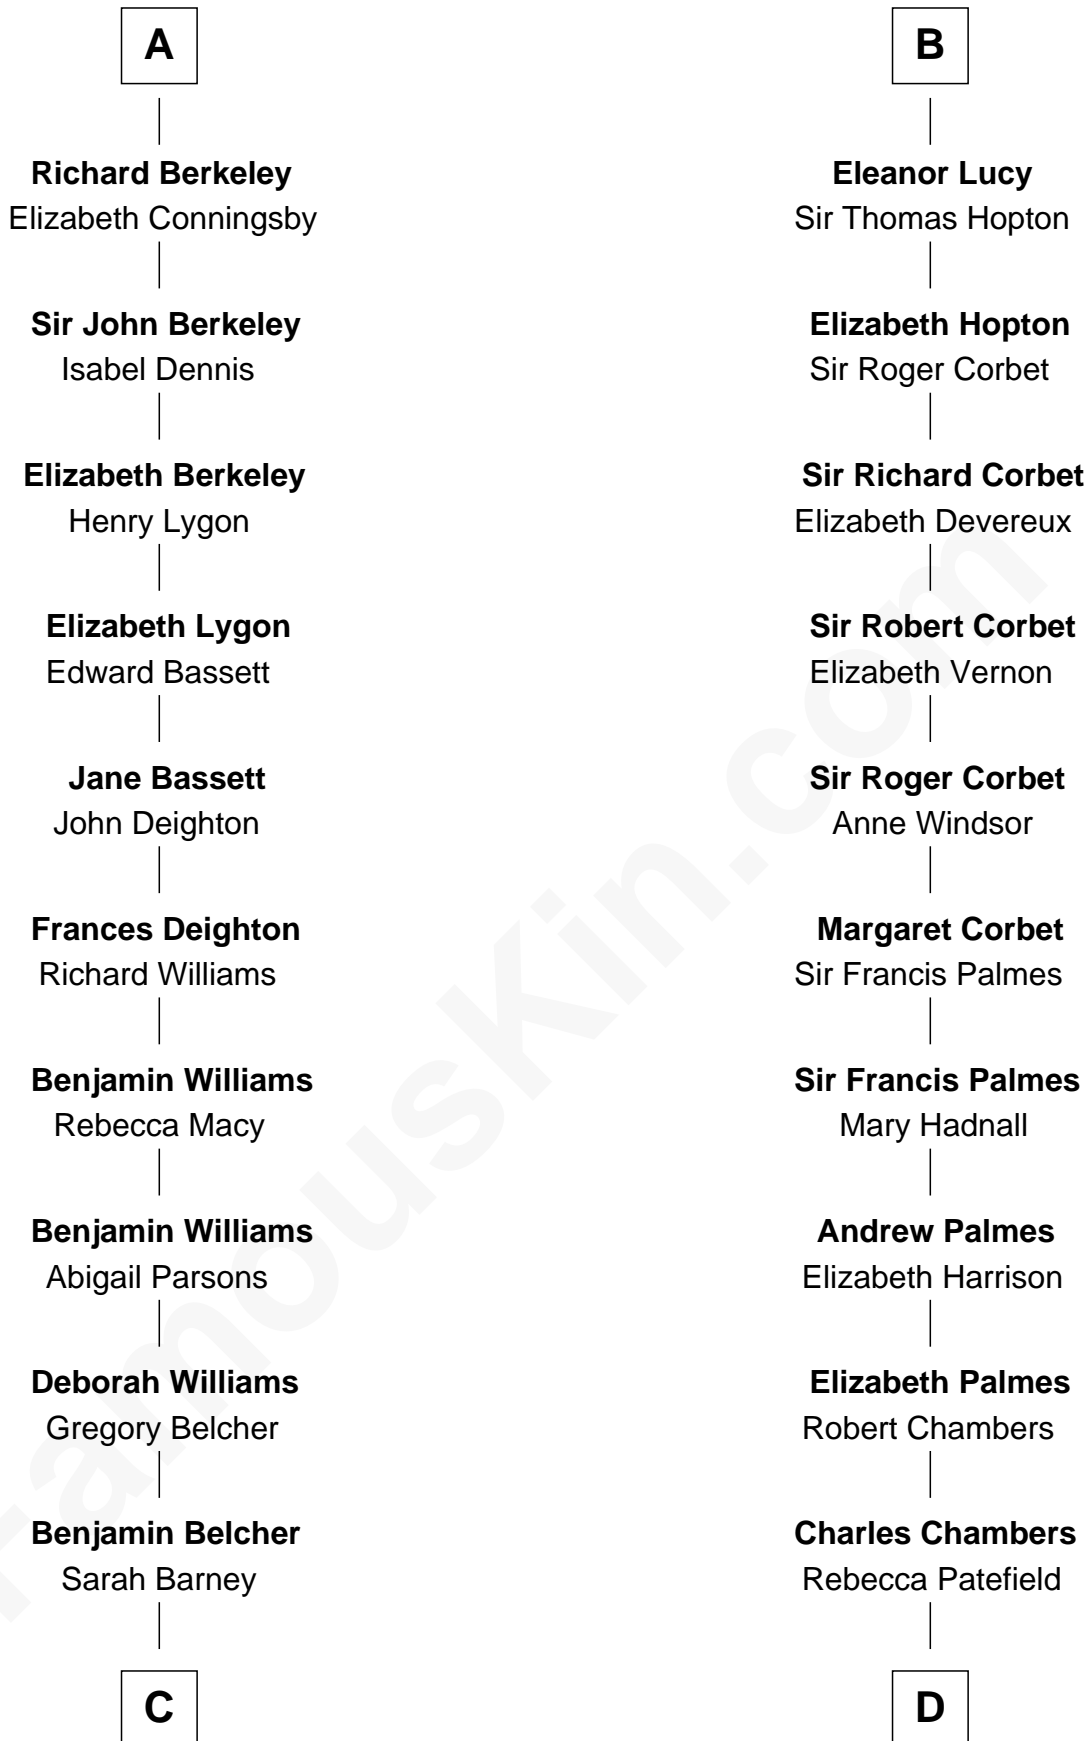 A
Richard Berkeley
Elizabeth Conningsby
Sir John Berkeley
Isabel Dennis
Elizabeth Berkeley
Henry Lygon
Elizabeth Lygon
Edward Bassett
Jane Bassett
John Deighton
Frances Deighton
Richard Williams
Benjamin Williams
Rebecca Macy
Benjamin Williams
Abigail Parsons
Deborah Williams
Gregory Belcher
Benjamin Belcher
Sarah Barney
C
B
Eleanor Lucy
Sir Thomas Hopton
Elizabeth Hopton
Sir Roger Corbet
Sir Richard Corbet
Elizabeth Devereux
Sir Robert Corbet
Elizabeth Vernon
Sir Roger Corbet
Anne Windsor
Margaret Corbet
Sir Francis Palmes
Sir Francis Palmes
Mary Hadnall
Andrew Palmes
Elizabeth Harrison
Elizabeth Palmes
Robert Chambers
Charles Chambers
Rebecca Patefield
D
FamousKin.com